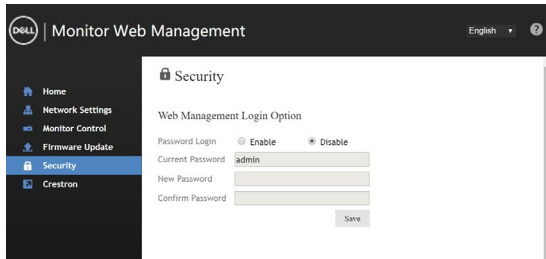 DELL | Monitor Web Management
English ?
Home
Network Settings
Monitor Control
Firmware Update
Security
Crestron
Security
Web Management Login Option
Password Login Enable Disable
Current Password admin
New Password
Confirm Password
Save